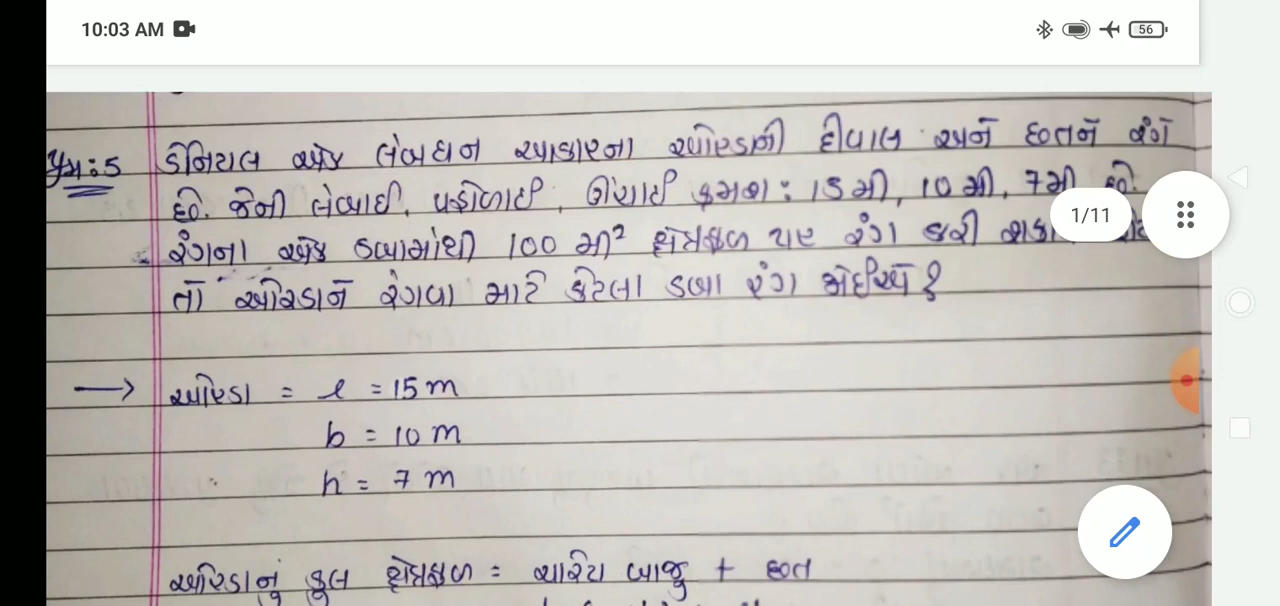 10:03 AM
56
પ્રશ્ન:5 ડેનિયલ એક લંબઘન આકારના ઓરડાની દીવાલ અને છતને રંગે
છે. જેની લંબાઈ, પહોળાઈ, ઊંચાઈ ક્રમશ: 15 મી, 10 મી, 7 મી છે.
1/11
રંગના એક ડબામાંથી 100 મી² ક્ષેત્રફળ પર રંગ કરી
તો ઓરડાને રંગવા માટે કેટલા ડબા રંગ જોઈએ ?
→ ઓરડા = l = 15 m
b = 10 m
h = 7 m
ઓરડાનું કુલ ક્ષેત્રફળ = ચારેય બાજુ + છત